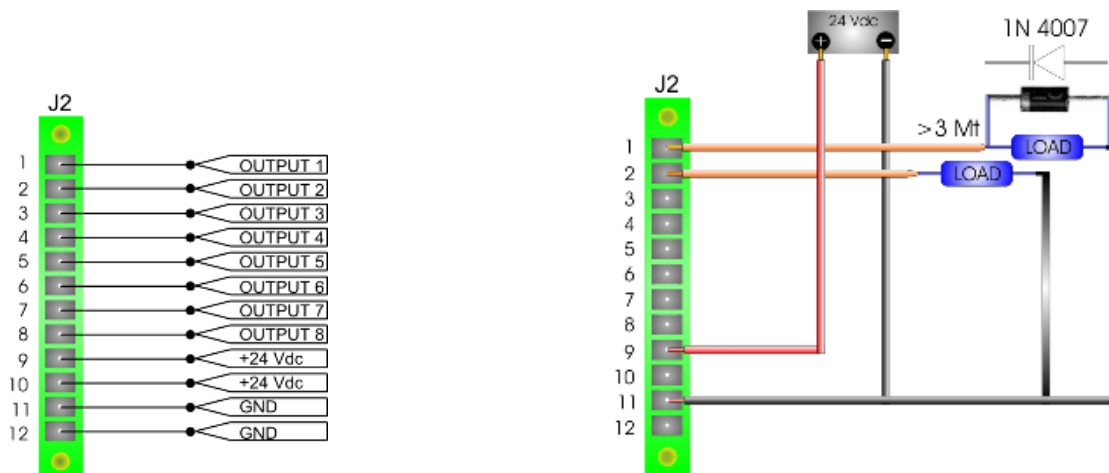 J2
1 OUTPUT 1
2 OUTPUT 2
3 OUTPUT 3
4 OUTPUT 4
5 OUTPUT 5
6 OUTPUT 6
7 OUTPUT 7
8 OUTPUT 8
9 +24 Vdc
10 +24 Vdc
11 GND
12 GND
24 Vdc
+ −
1N 4007
J2
>3 Mt
1 LOAD
2 LOAD
3
4
5
6
7
8
9
10
11
12